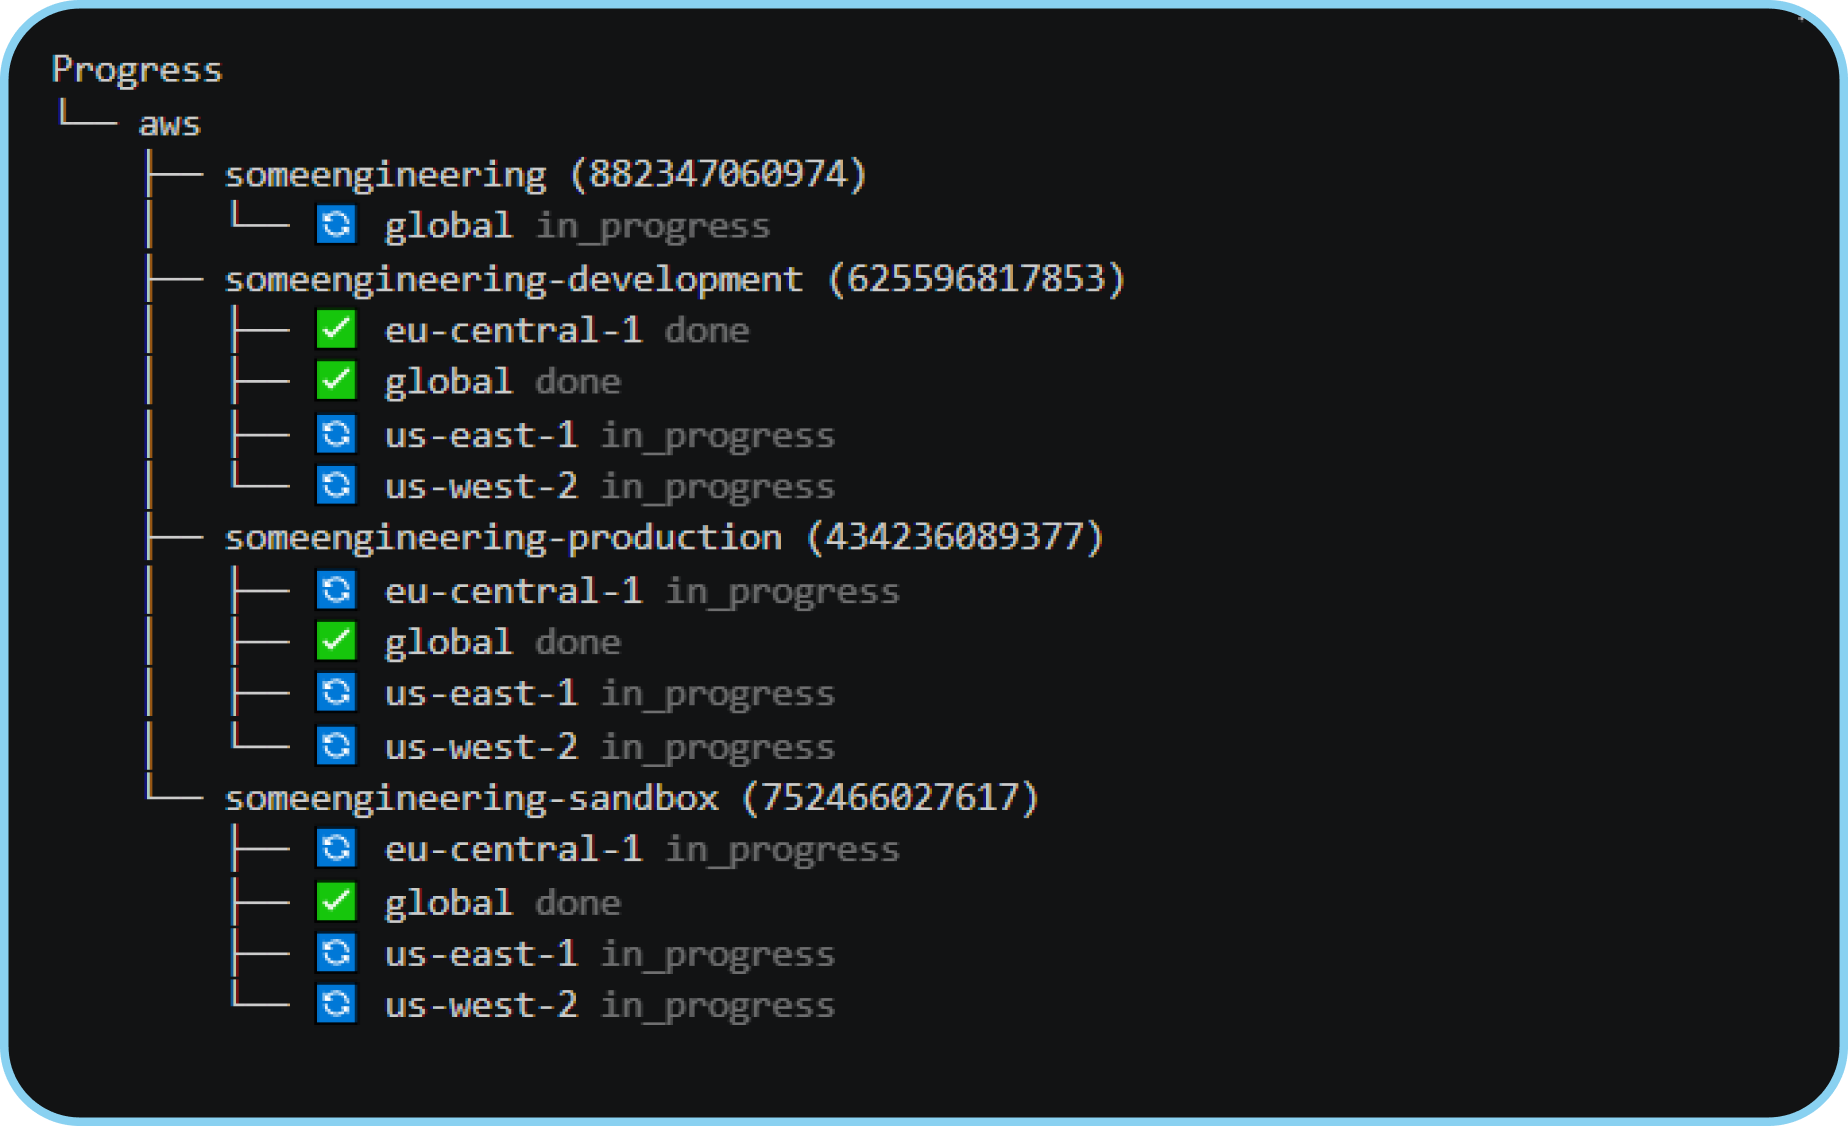 Progress
└── aws
    ├── someengineering (882347060974)
    │   └── 🔄 global in_progress
    ├── someengineering-development (625596817853)
    │   ├── ✅ eu-central-1 done
    │   ├── ✅ global done
    │   ├── 🔄 us-east-1 in_progress
    │   └── 🔄 us-west-2 in_progress
    ├── someengineering-production (434236089377)
    │   ├── 🔄 eu-central-1 in_progress
    │   ├── ✅ global done
    │   ├── 🔄 us-east-1 in_progress
    │   └── 🔄 us-west-2 in_progress
    └── someengineering-sandbox (752466027617)
        ├── 🔄 eu-central-1 in_progress
        ├── ✅ global done
        ├── 🔄 us-east-1 in_progress
        └── 🔄 us-west-2 in_progress